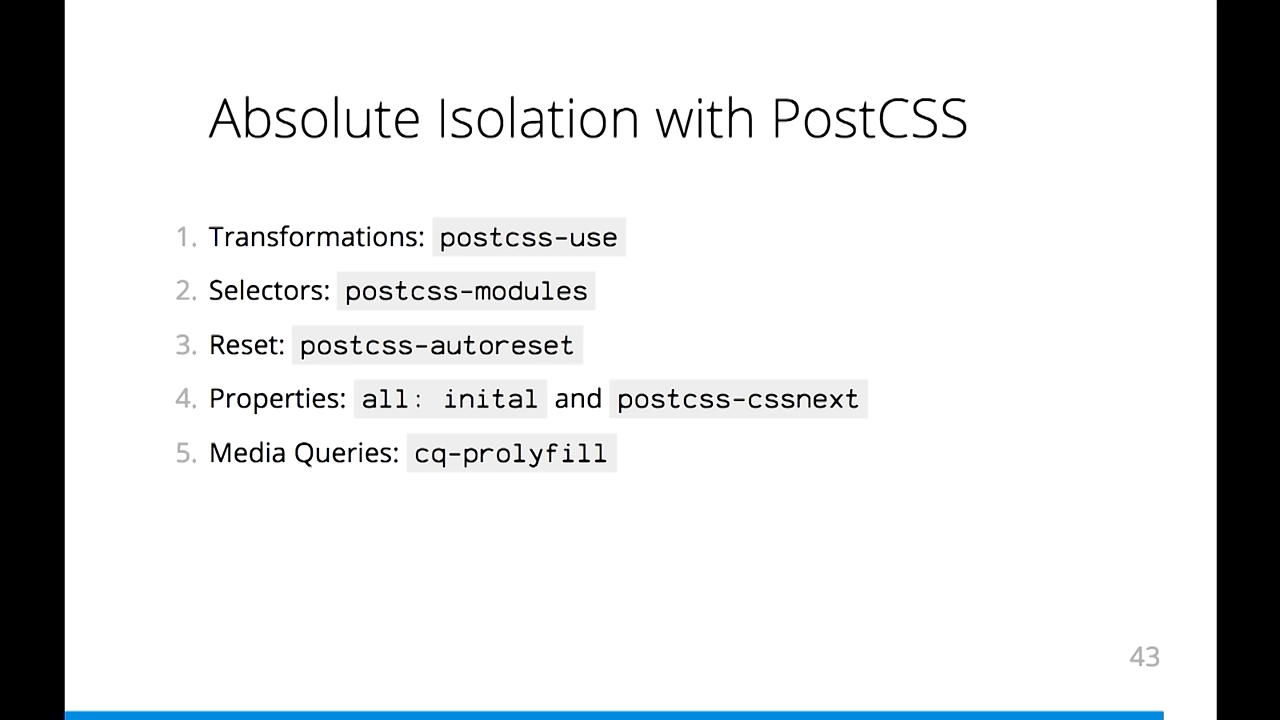 Absolute Isolation with PostCSS
1. Transformations: postcss-use
2. Selectors: postcss-modules
3. Reset: postcss-autoreset
4. Properties: all: inital and postcss-cssnext
5. Media Queries: cq-prolyfill
43